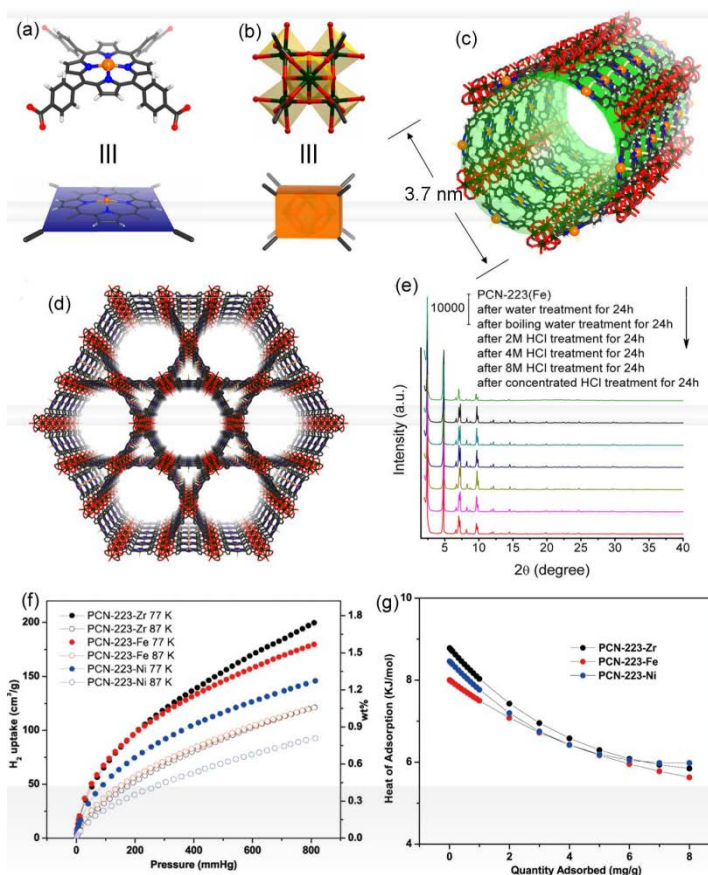 (a)
(b)
(c)
3.7 nm
(d)
(e)
10000
PCN-223(Fe)
after water treatment for 24h
after boiling water treatment for 24h
after 2M HCl treatment for 24h
after 4M HCl treatment for 24h
after 8M HCl treatment for 24h
after concentrated HCl treatment for 24h
Intensity (a.u.)
5 10 15 20 25 30 35 40
2θ (degree)
(f)
PCN-223-Zr 77 K
PCN-223-Zr 87 K
PCN-223-Fe 77 K
PCN-223-Fe 87 K
PCN-223-Ni 77 K
PCN-223-Ni 87 K
H₂ uptake (cm³/g)
200
150
100
50
0
1.8
1.5
1.2
0.9
0.6
0.3
0.0
wt%
0 200 400 600 800
Pressure (mmHg)
(g)
PCN-223-Zr
PCN-223-Fe
PCN-223-Ni
Heat of Adsorption (KJ/mol)
8
6
4
0 2 4 6 8
Quantity Adsorbed (mg/g)